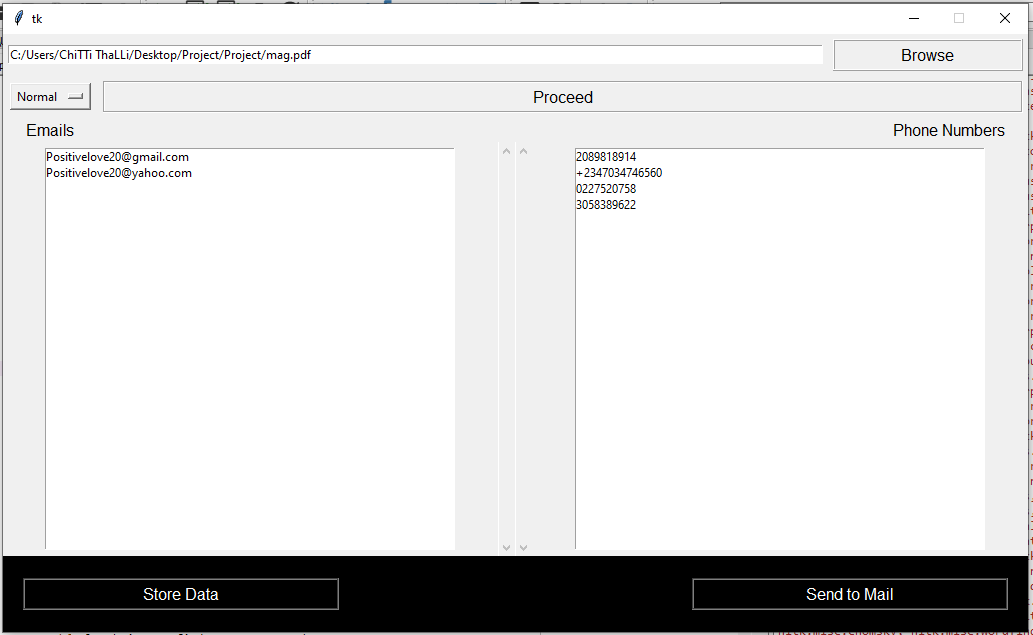 tk
C:/Users/ChiTTi ThaLLi/Desktop/Project/Project/mag.pdf
Browse
Normal
Proceed
Emails
Phone Numbers
Positivelove20@gmail.com
Positivelove20@yahoo.com
2089818914
+2347034746560
0227520758
3058389622
Store Data
Send to Mail